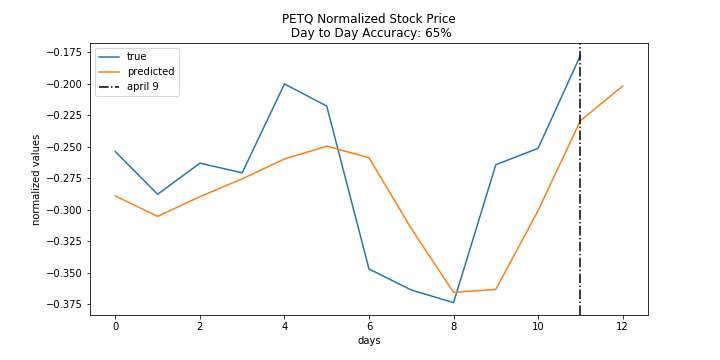 PETQ Normalized Stock Price
Day to Day Accuracy: 65%
true
predicted
april 9
normalized values
−0.175
−0.200
−0.225
−0.250
−0.275
−0.300
−0.325
−0.350
−0.375
0 2 4 6 8 10 12
days